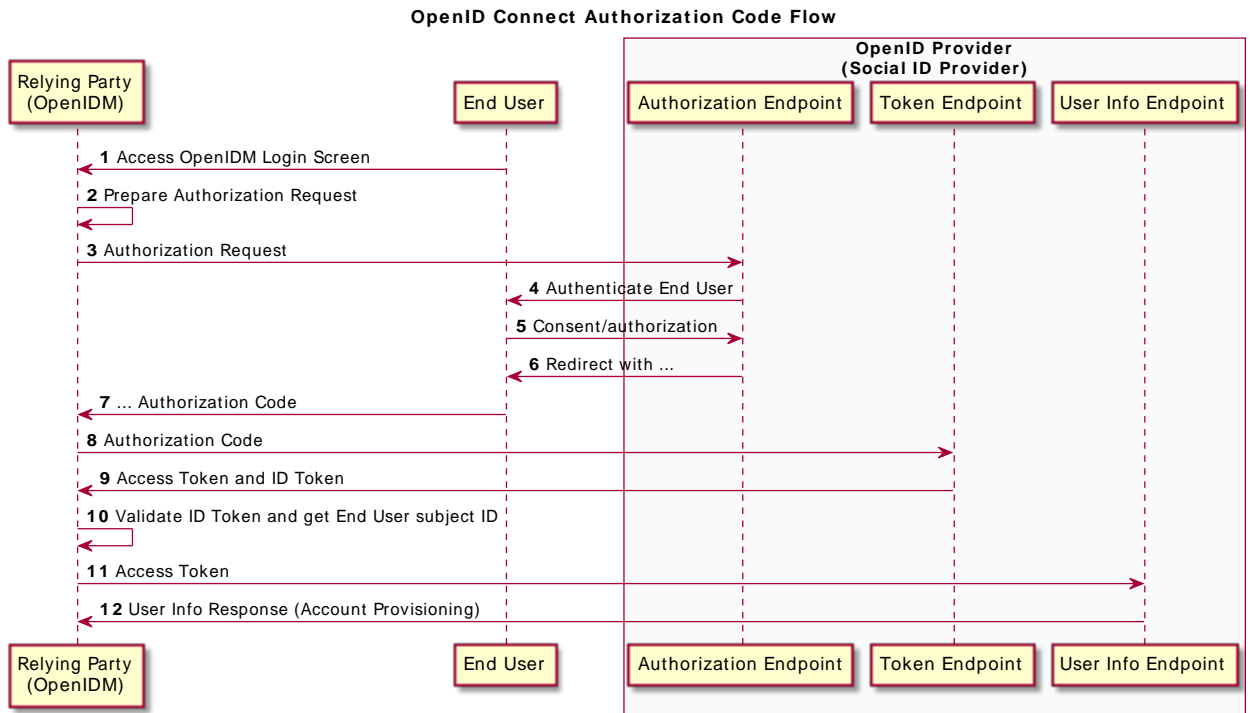 OpenID Connect Authorization Code Flow
OpenID Provider
(Social ID Provider)
Relying Party
(OpenIDM)
End User
Authorization Endpoint
Token Endpoint
User Info Endpoint
1 Access OpenIDM Login Screen
2 Prepare Authorization Request
3 Authorization Request
4 Authenticate End User
5 Consent/authorization
6 Redirect with ...
7 ... Authorization Code
8 Authorization Code
9 Access Token and ID Token
10 Validate ID Token and get End User subject ID
11 Access Token
12 User Info Response (Account Provisioning)
Relying Party
(OpenIDM)
End User
Authorization Endpoint
Token Endpoint
User Info Endpoint